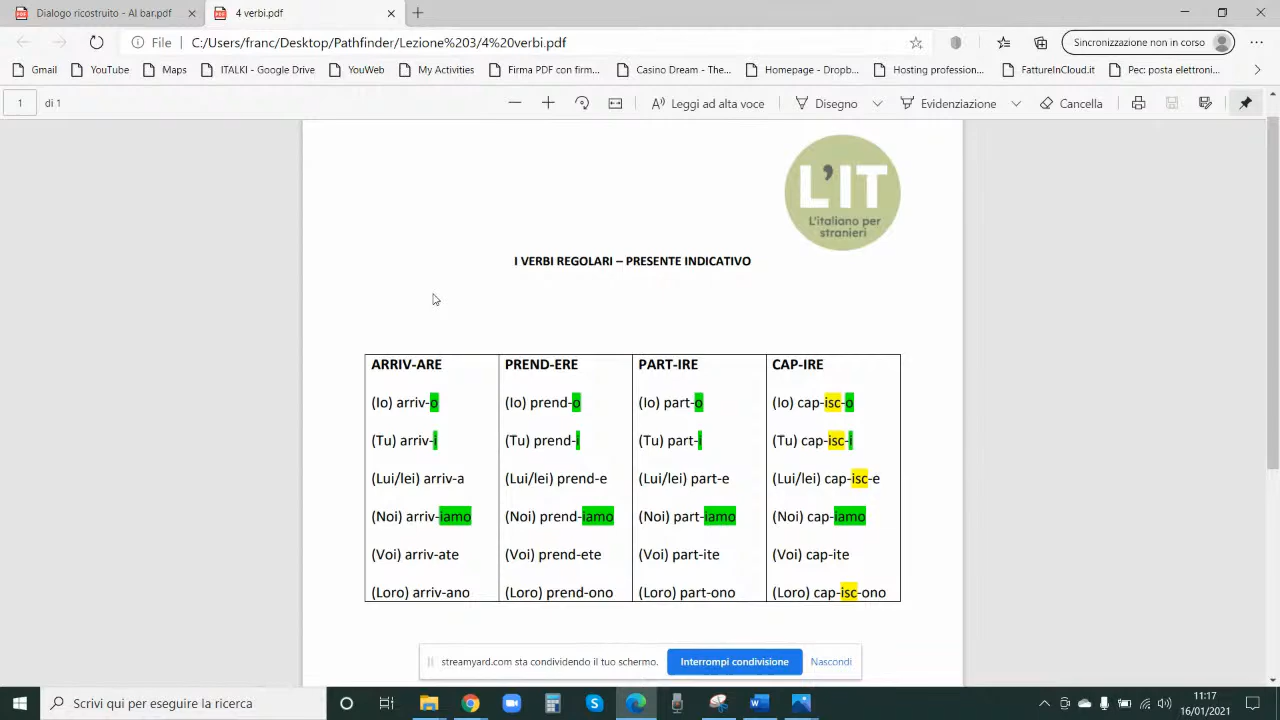 Dialogo ricostruito - Al bar.pdf
4 verbi.pdf
File C:/Users/franc/Desktop/Pathfinder/Lezione%203/4%20verbi.pdf
Sincronizzazione non in corso
Gmail YouTube Maps ITALKI - Google Drive YouWeb My Activities Firma PDF con firm... Casino Dream - The... Homepage - Dropb... Hosting profession... FattureInCloud.it Pec: posta elettroni...
1 di 1 Leggi ad alta voce Disegno Evidenziazione Cancella
L'IT
L'italiano per
stranieri
I VERBI REGOLARI – PRESENTE INDICATIVO
ARRIV-ARE PREND-ERE PART-IRE CAP-IRE
(Io) arriv-o (Io) prend-o (Io) part-o (Io) cap-isc-o
(Tu) arriv-i (Tu) prend-i (Tu) part-i (Tu) cap-isc-i
(Lui/lei) arriv-a (Lui/lei) prend-e (Lui/lei) part-e (Lui/lei) cap-isc-e
(Noi) arriv-iamo (Noi) prend-iamo (Noi) part-iamo (Noi) cap-iamo
(Voi) arriv-ate (Voi) prend-ete (Voi) part-ite (Voi) cap-ite
(Loro) arriv-ano (Loro) prend-ono (Loro) part-ono (Loro) cap-isc-ono
streamyard.com sta condividendo il tuo schermo. Interrompi condivisione Nascondi
Scrivi qui per eseguire la ricerca
11:17
16/01/2021